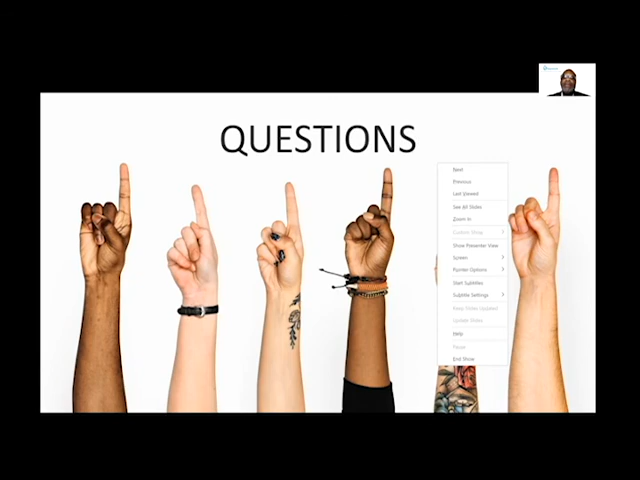 QUESTIONS
Next
Previous
Last Viewed
See All Slides
Zoom In
Custom Show
Show Presenter View
Screen
Pointer Options
Start Subtitles
Subtitle Settings
Keep Slides Updated
Update Slides
Help
Pause
End Show